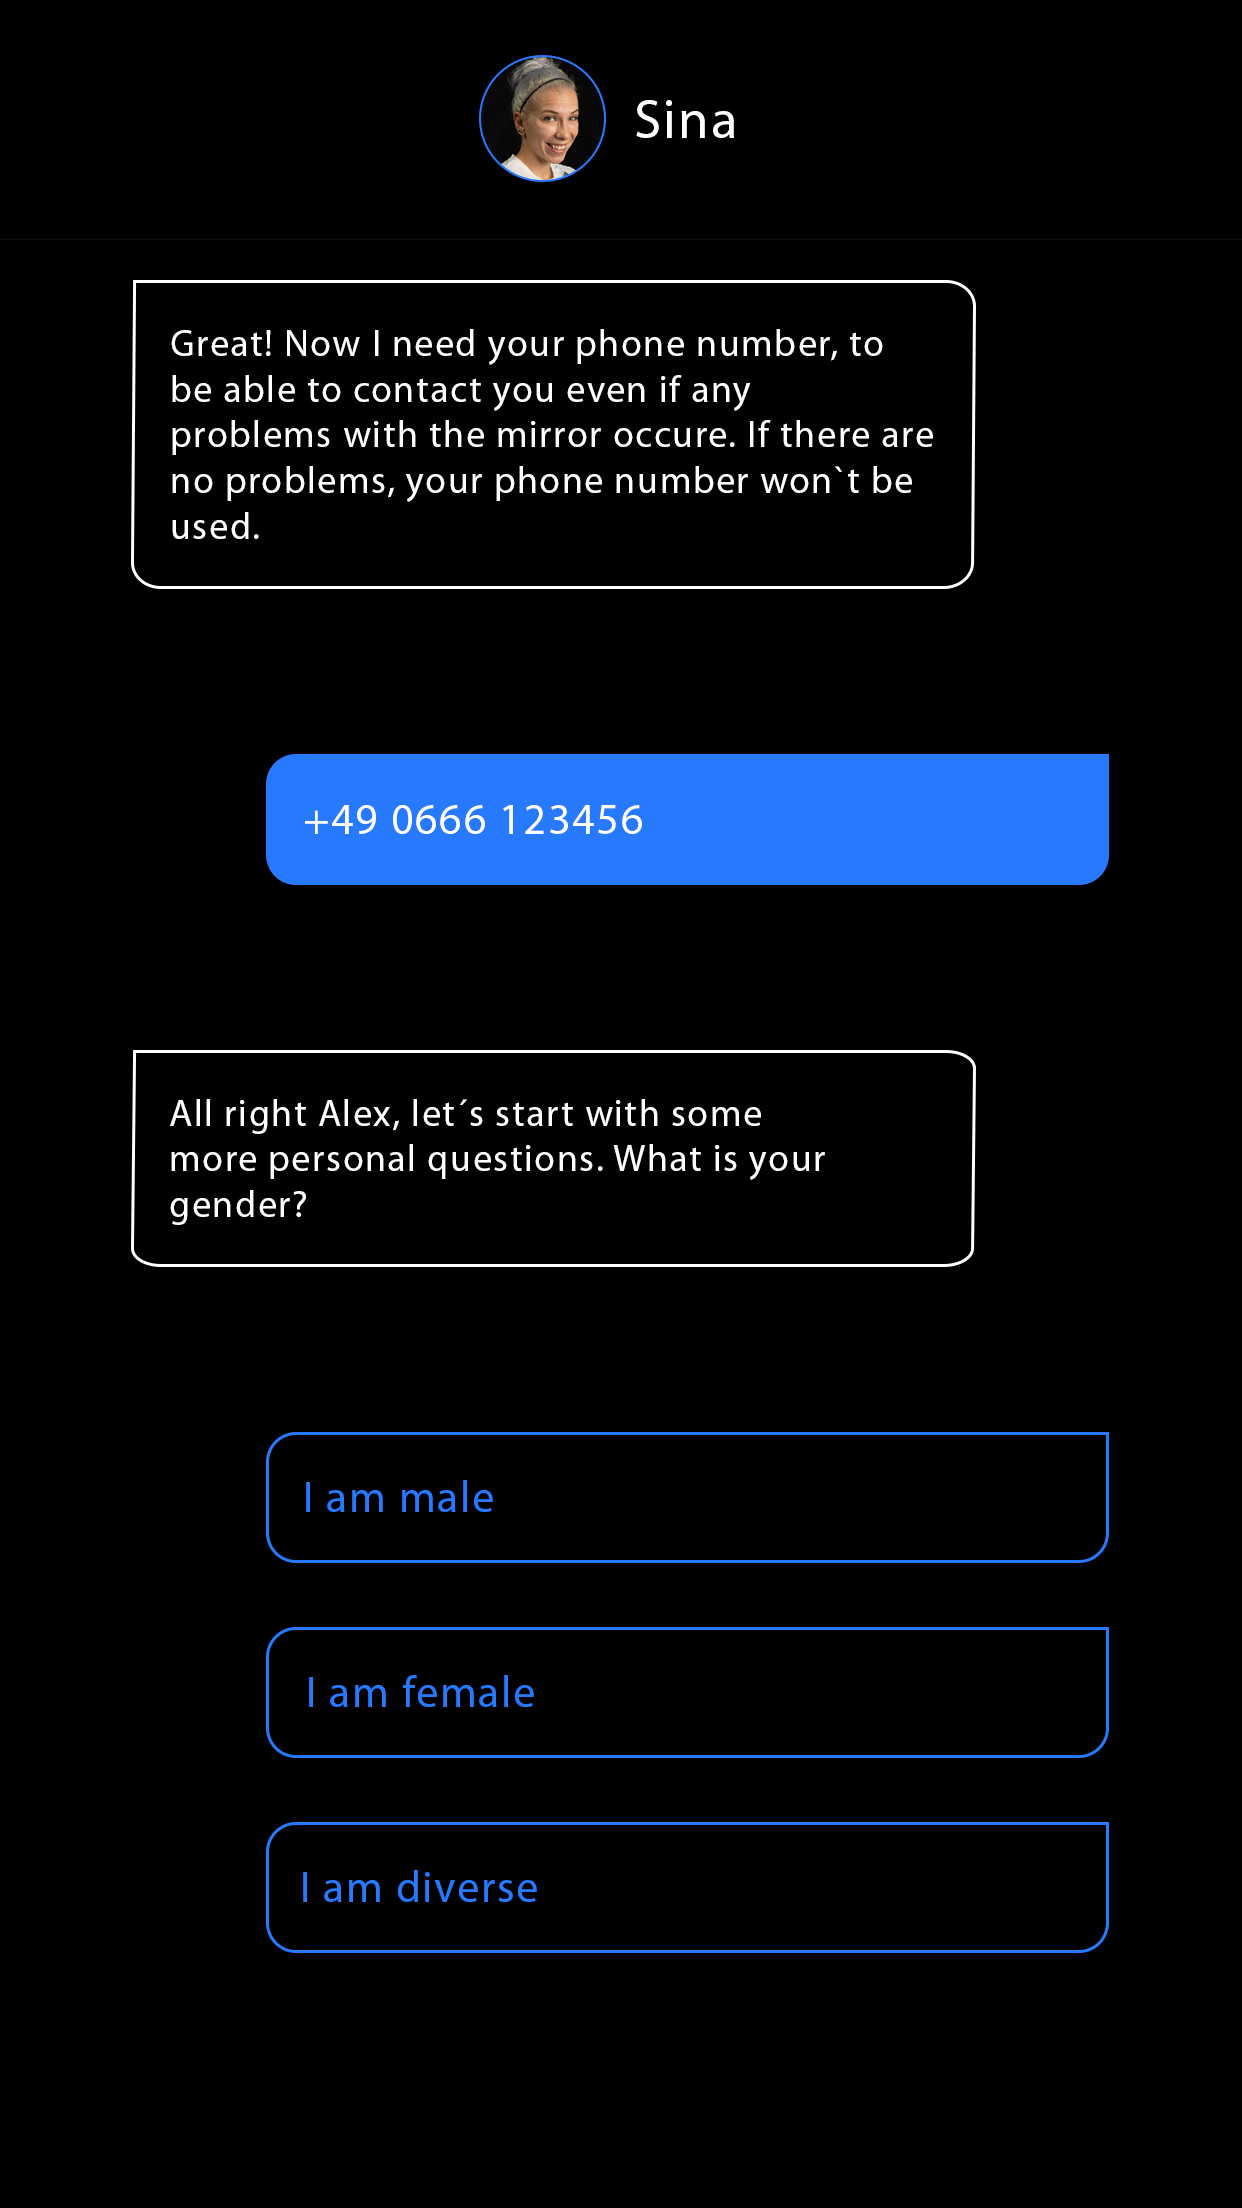 Sina
Great! Now I need your phone number, to
be able to contact you even if any
problems with the mirror occure. If there are
no problems, your phone number won`t be
used.
+49 0666 123456
All right Alex, let´s start with some
more personal questions. What is your
gender?
I am male
I am female
I am diverse